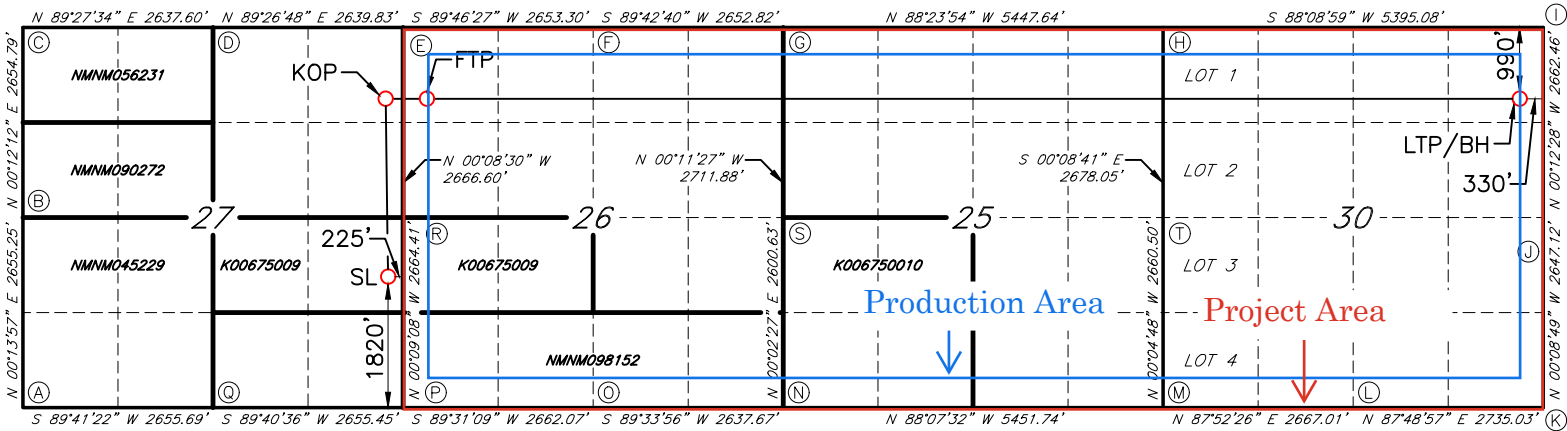 N 89°27'34" E 2637.60'
N 89°26'48" E 2639.83'
S 89°46'27" W 2653.30'
S 89°42'40" W 2652.82'
N 88°23'54" W 5447.64'
S 88°08'59" W 5395.08'
I
C
D
E
F
G
H
N 00°12'12" E 2654.79'
NMNM056231
KOP
FTP
LOT 1
990'
N 00°12'28" W 2662.46'
NMNM090272
N 00°08'30" W
2666.60'
N 00°11'27" W
2711.88'
S 00°08'41" E
2678.05'
LOT 2
LTP/BH
330'
B
27
26
25
30
R
S
T
J
225'
NMNM045229
K00675009
SL
K00675009
K006750010
LOT 3
N 00°13'57" E 2655.25'
1820'
N 00°09'08" W 2664.41'
N 00°02'27" E 2600.63'
N 00°04'48" W 2660.50'
N 00°08'49" W 2647.12'
Production Area
Project Area
NMNM098152
LOT 4
A
Q
P
O
N
M
L
K
S 89°41'22" W 2655.69'
S 89°40'36" W 2655.45'
S 89°31'09" W 2662.07'
S 89°33'56" W 2637.67'
N 88°07'32" W 5451.74'
N 87°52'26" E 2667.01'
N 87°48'57" E 2735.03'